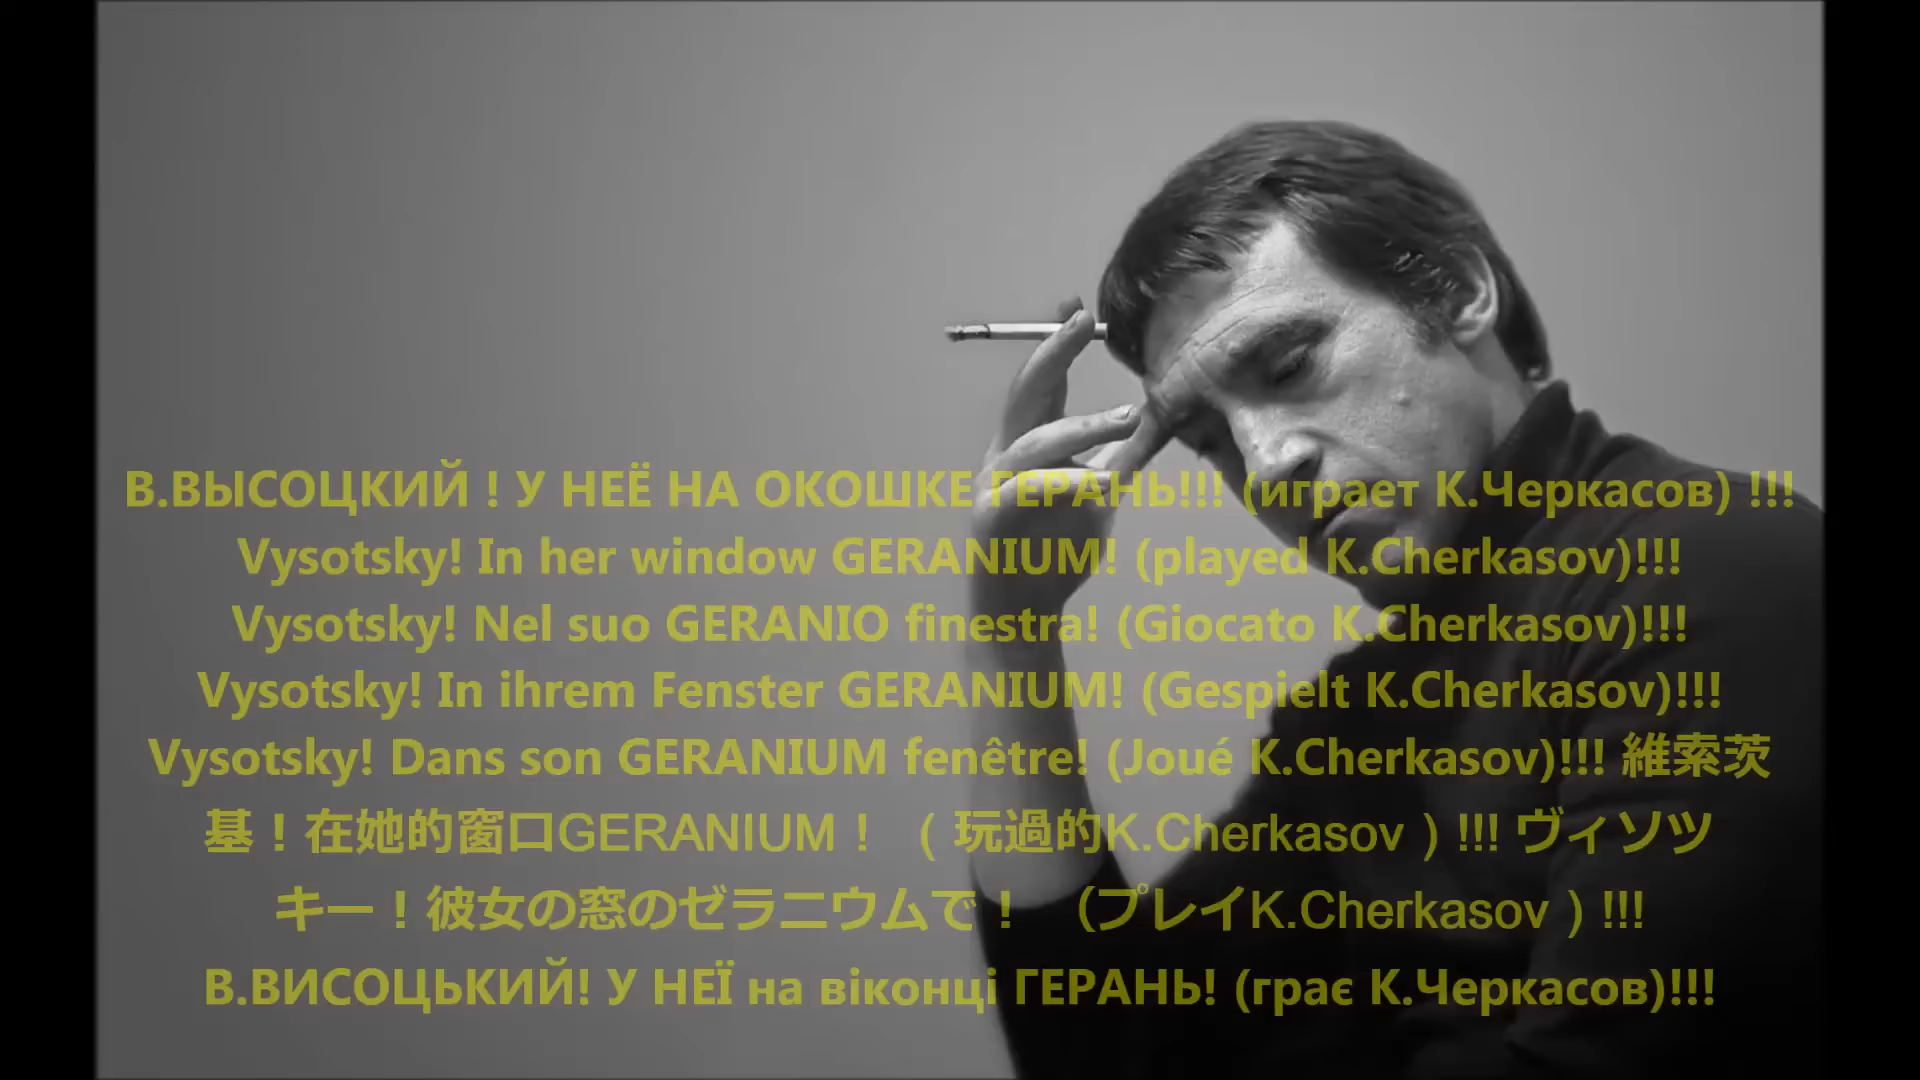 В.ВЫСОЦКИЙ ! У НЕЁ НА ОКОШКЕ ГЕРАНЬ!!! (играет К.Черкасов) !!!
Vysotsky! In her window GERANIUM! (played K.Cherkasov)!!!
Vysotsky! Nel suo GERANIO finestra! (Giocato K.Cherkasov)!!!
Vysotsky! In ihrem Fenster GERANIUM! (Gespielt K.Cherkasov)!!!
Vysotsky! Dans son GERANIUM fenêtre! (Joué K.Cherkasov)!!! 維索茨
基！在她的窗口GERANIUM！ （玩過的K.Cherkasov）!!! ヴィソツ
キー！彼女の窓のゼラニウムで！ （プレイK.Cherkasov）!!!
В.ВИСОЦЬКИЙ! У НЕЇ на віконці ГЕРАНЬ! (грає К.Черкасов)!!!